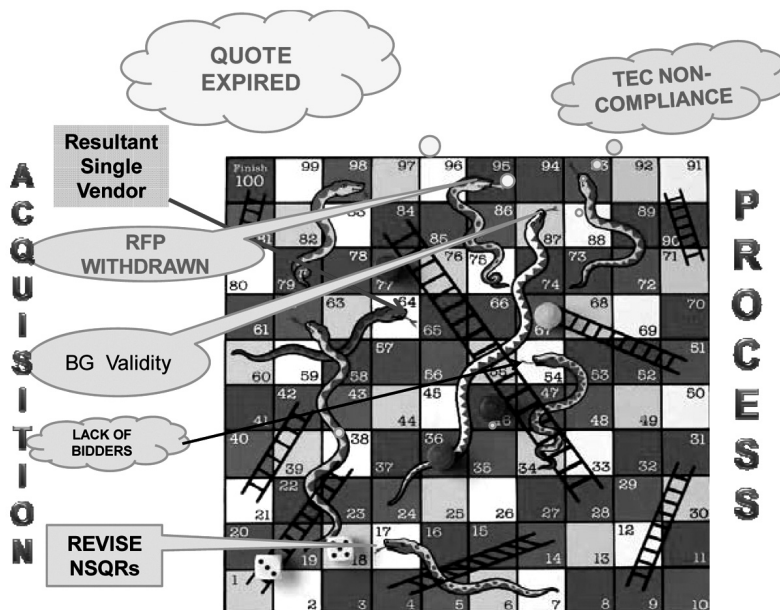 QUOTE
EXPIRED
TEC NON-
COMPLIANCE
Resultant
Single
Vendor
RFP
WITHDRAWN
BG Validity
LACK OF
BIDDERS
REVISE
NSQRs
ACQUISITION
PROCESS
Finish
100 99 98 97 96 95 94 92 91
81 82 84 85 86 87 88 89 90
80 79 78 77 76 75 74 73 72 71
61 63 64 65 66 67 68 69 70
60 59 58 57 56 54 53 52 51
41 42 43 44 45 47 48 49 50
40 39 38 37 36 35 34 33 32 31
21 22 23 24 25 26 27 28 29 30
20 19 18 17 16 15 14 13 12 11
1 2 3 4 5 6 7 8 9 10